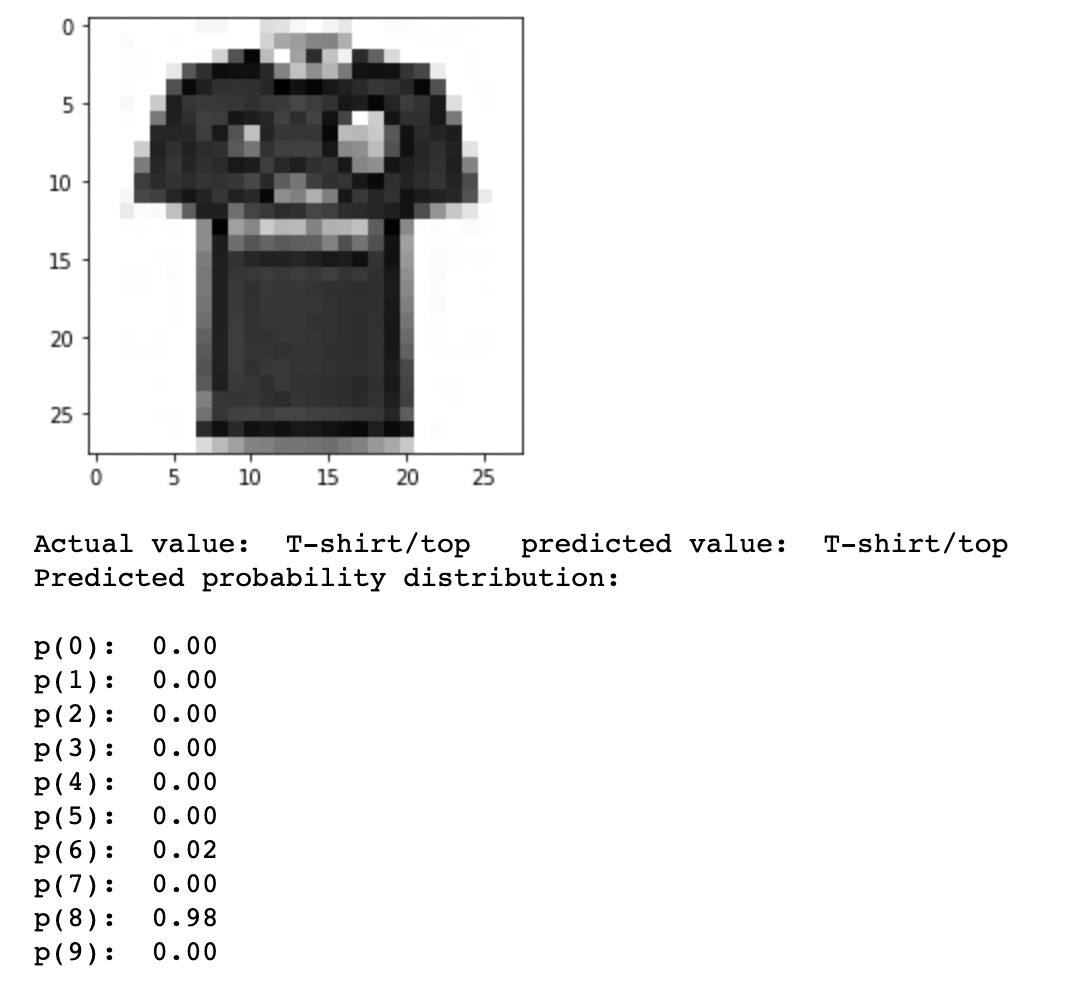 0
5
10
15
20
25
0 5 10 15 20 25
Actual value:  T-shirt/top   predicted value:  T-shirt/top
Predicted probability distribution:
p(0):  0.00
p(1):  0.00
p(2):  0.00
p(3):  0.00
p(4):  0.00
p(5):  0.00
p(6):  0.02
p(7):  0.00
p(8):  0.98
p(9):  0.00